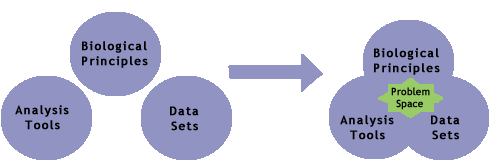 Biological
Principles
Analysis
Tools
Data
Sets
Biological
Principles
Problem
Space
Analysis
Tools
Data
Sets